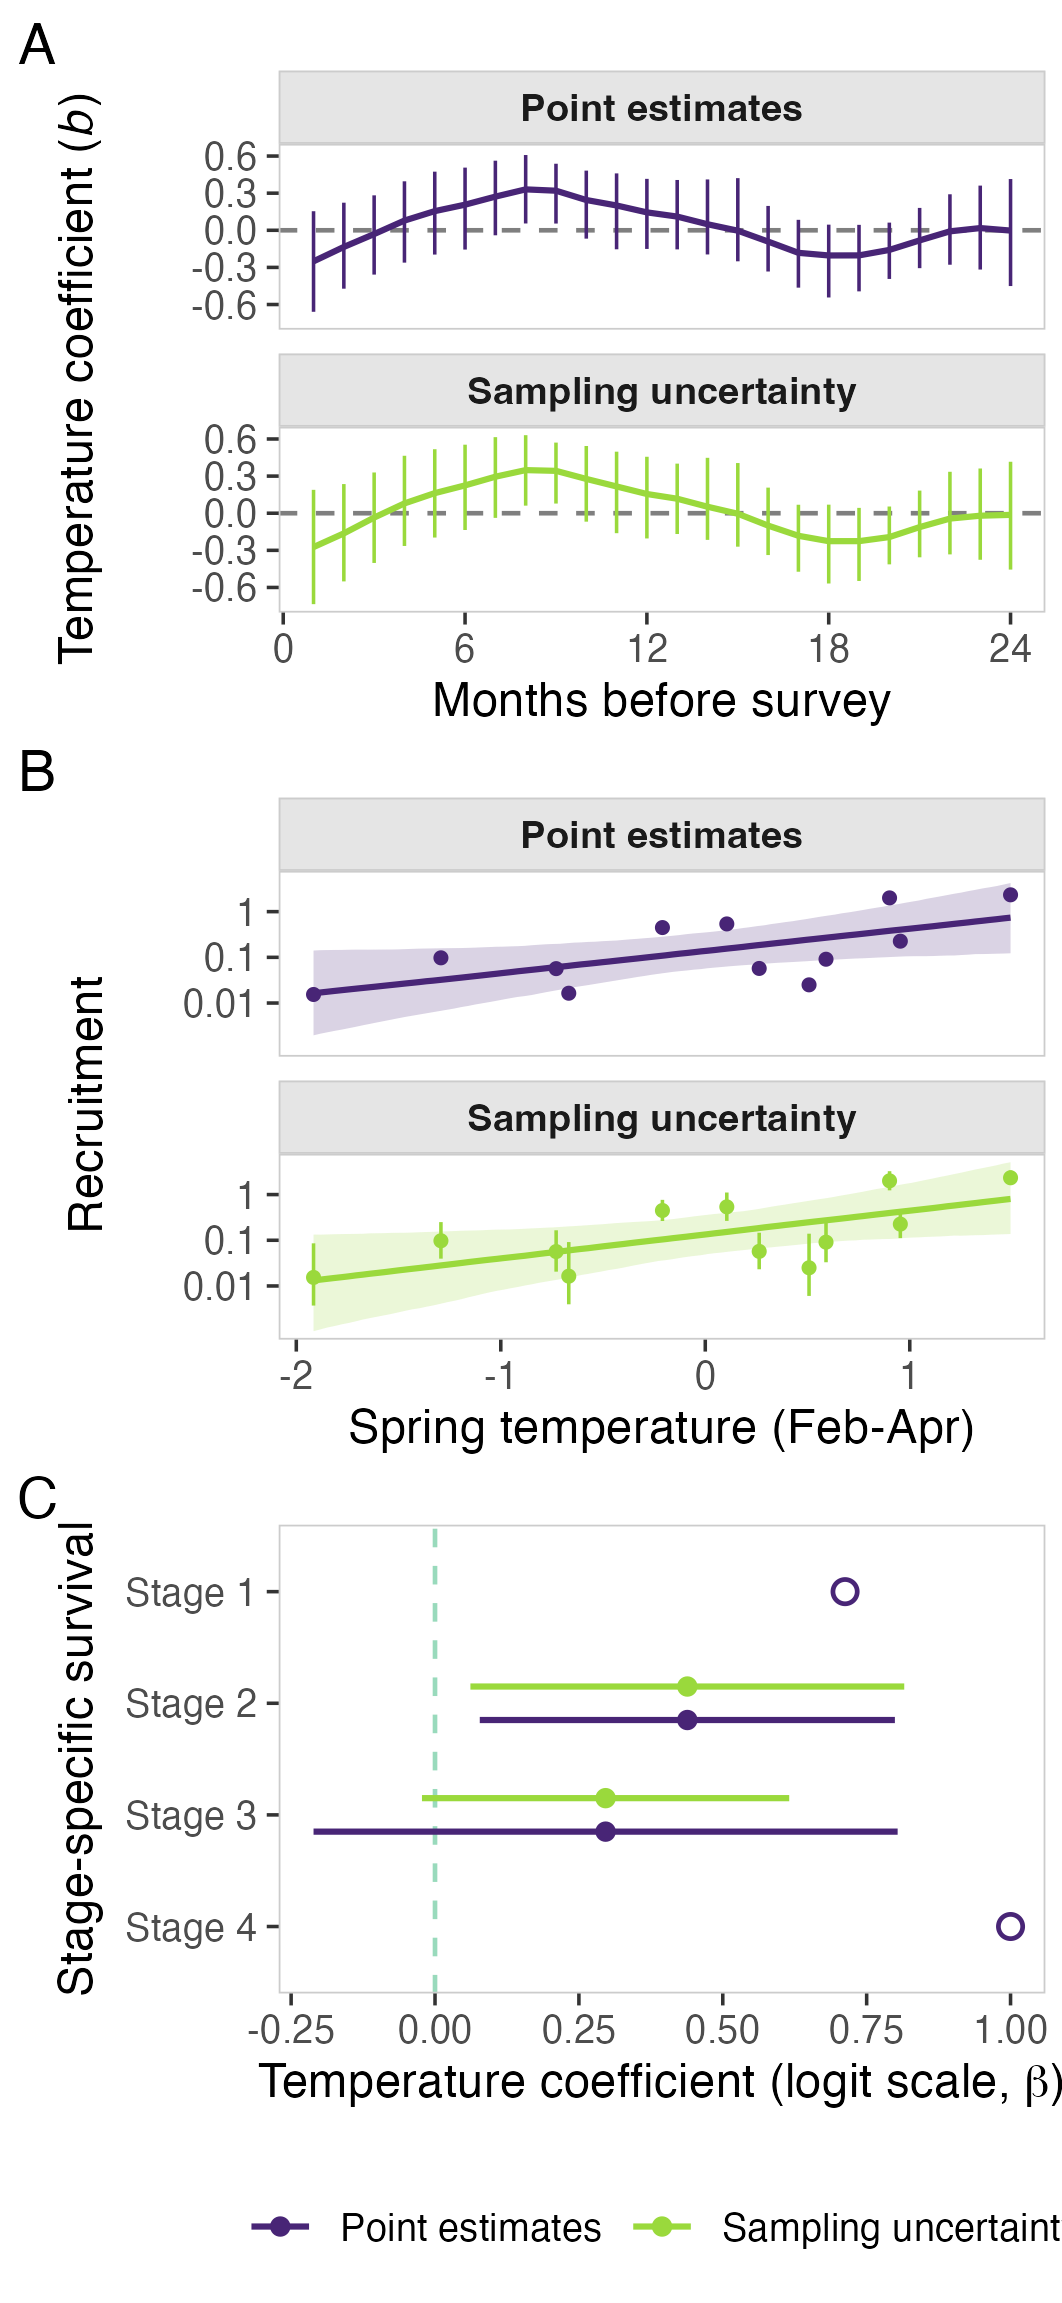 A
Temperature coefficient (b)
Point estimates
0.6
0.3
0.0
-0.3
-0.6
Sampling uncertainty
0.6
0.3
0.0
-0.3
-0.6
0 6 12 18 24
Months before survey
B
Recruitment
Point estimates
1
0.1
0.01
Sampling uncertainty
1
0.1
0.01
-2 -1 0 1
Spring temperature (Feb-Apr)
C
Stage-specific survival
Stage 1
Stage 2
Stage 3
Stage 4
-0.25 0.00 0.25 0.50 0.75 1.00
Temperature coefficient (logit scale, β)
Point estimates Sampling uncertaint